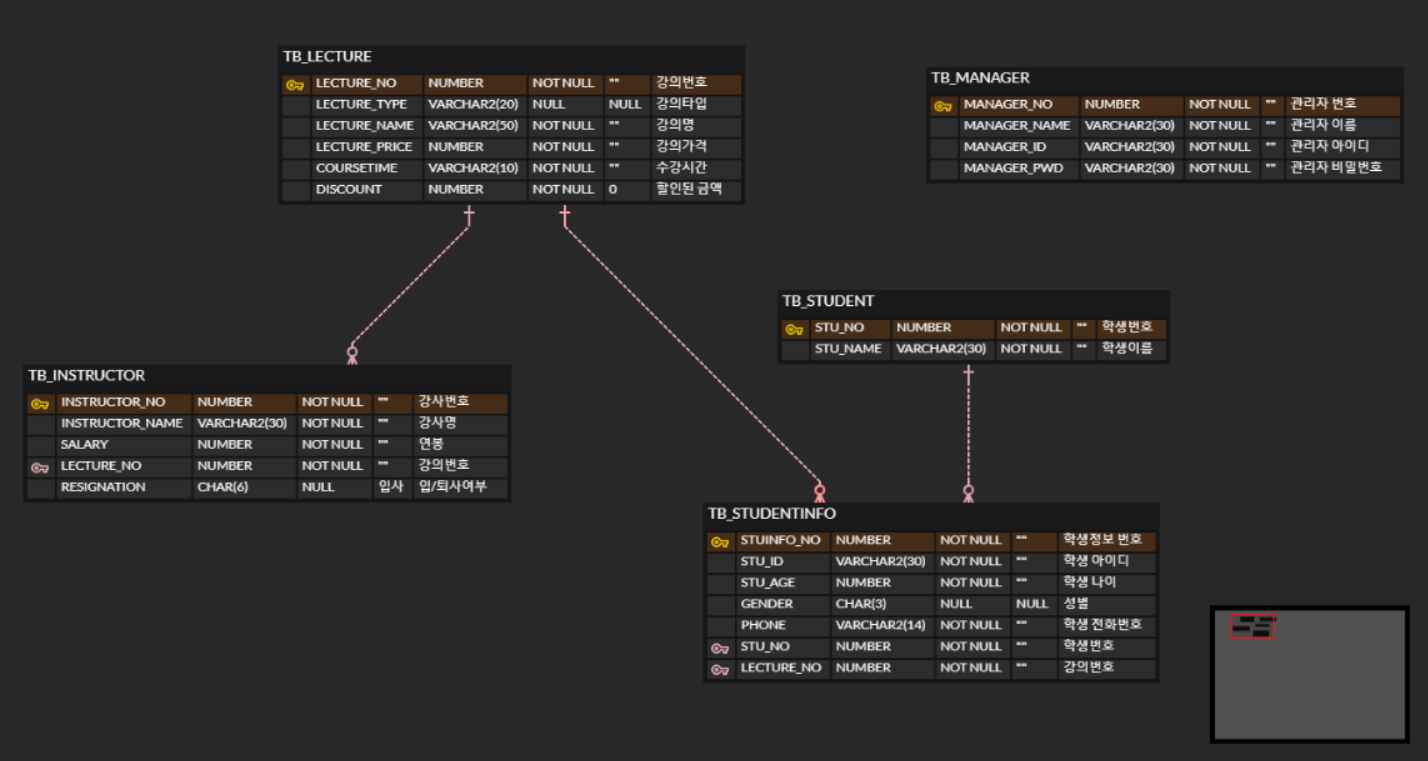 TB_LECTURE
LECTURE_NO NUMBER NOT NULL "" 강의번호
LECTURE_TYPE VARCHAR2(20) NULL NULL 강의타입
LECTURE_NAME VARCHAR2(50) NOT NULL "" 강의명
LECTURE_PRICE NUMBER NOT NULL "" 강의가격
COURSETIME VARCHAR2(10) NOT NULL "" 수강시간
DISCOUNT NUMBER NOT NULL 0 할인된 금액
TB_MANAGER
MANAGER_NO NUMBER NOT NULL "" 관리자 번호
MANAGER_NAME VARCHAR2(30) NOT NULL "" 관리자 이름
MANAGER_ID VARCHAR2(30) NOT NULL "" 관리자 아이디
MANAGER_PWD VARCHAR2(30) NOT NULL "" 관리자 비밀번호
TB_STUDENT
STU_NO NUMBER NOT NULL "" 학생번호
STU_NAME VARCHAR2(30) NOT NULL "" 학생이름
TB_INSTRUCTOR
INSTRUCTOR_NO NUMBER NOT NULL "" 강사번호
INSTRUCTOR_NAME VARCHAR2(30) NOT NULL "" 강사명
SALARY NUMBER NOT NULL "" 연봉
LECTURE_NO NUMBER NOT NULL "" 강의번호
RESIGNATION CHAR(6) NULL 입사 입/퇴사여부
TB_STUDENTINFO
STUINFO_NO NUMBER NOT NULL "" 학생정보 번호
STU_ID VARCHAR2(30) NOT NULL "" 학생 아이디
STU_AGE NUMBER NOT NULL "" 학생 나이
GENDER CHAR(3) NULL NULL 성별
PHONE VARCHAR2(14) NOT NULL "" 학생 전화번호
STU_NO NUMBER NOT NULL "" 학생번호
LECTURE_NO NUMBER NOT NULL "" 강의번호